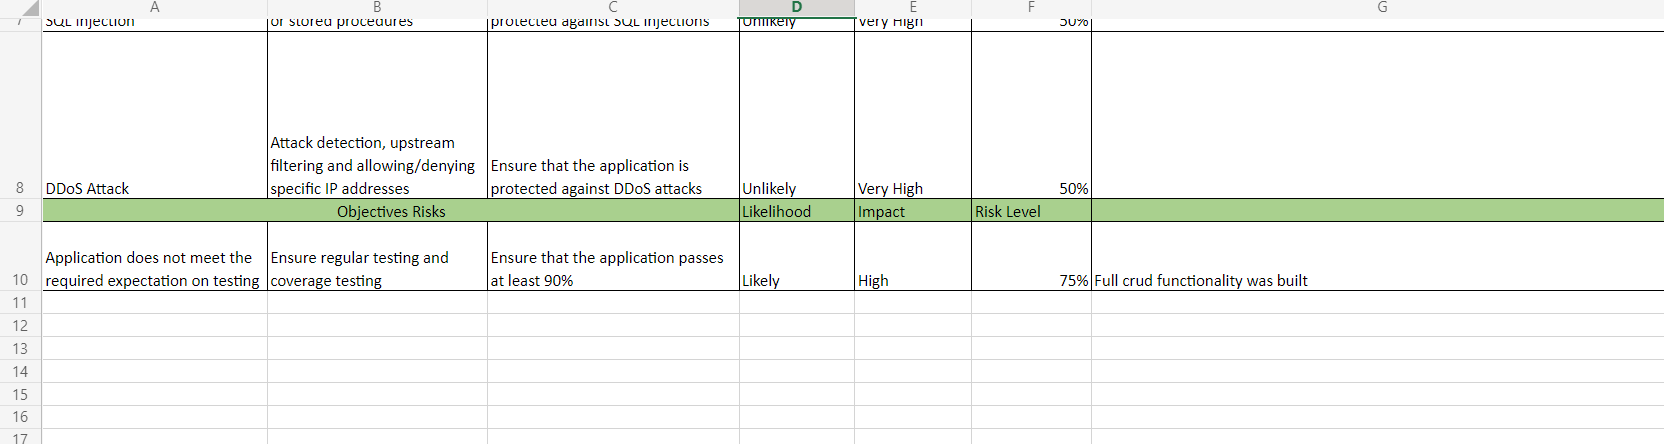 A B C D E F G
7 SQL Injection or stored procedures protected against SQL Injections Unlikely Very High 50%
Attack detection, upstream
filtering and allowing/denying Ensure that the application is
8 DDoS Attack specific IP addresses protected against DDoS attacks Unlikely Very High 50%
9 Objectives Risks Likelihood Impact Risk Level
Application does not meet the Ensure regular testing and Ensure that the application passes
10 required expectation on testing coverage testing at least 90% Likely High 75% Full crud functionality was built
11
12
13
14
15
16
17